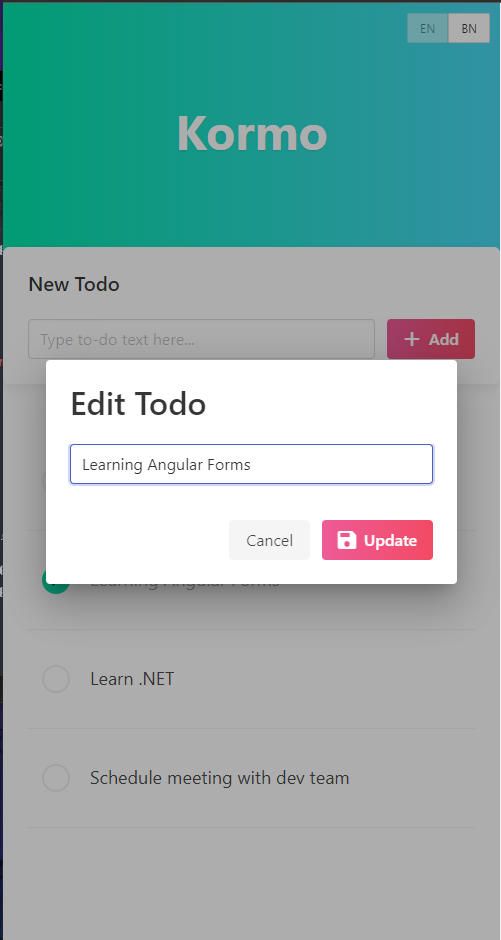 EN BN
Kormo
New Todo
Type to-do text here...
Add
Edit Todo
Learning Angular Forms
Cancel
Update
Learning Angular Forms
Learn .NET
Schedule meeting with dev team